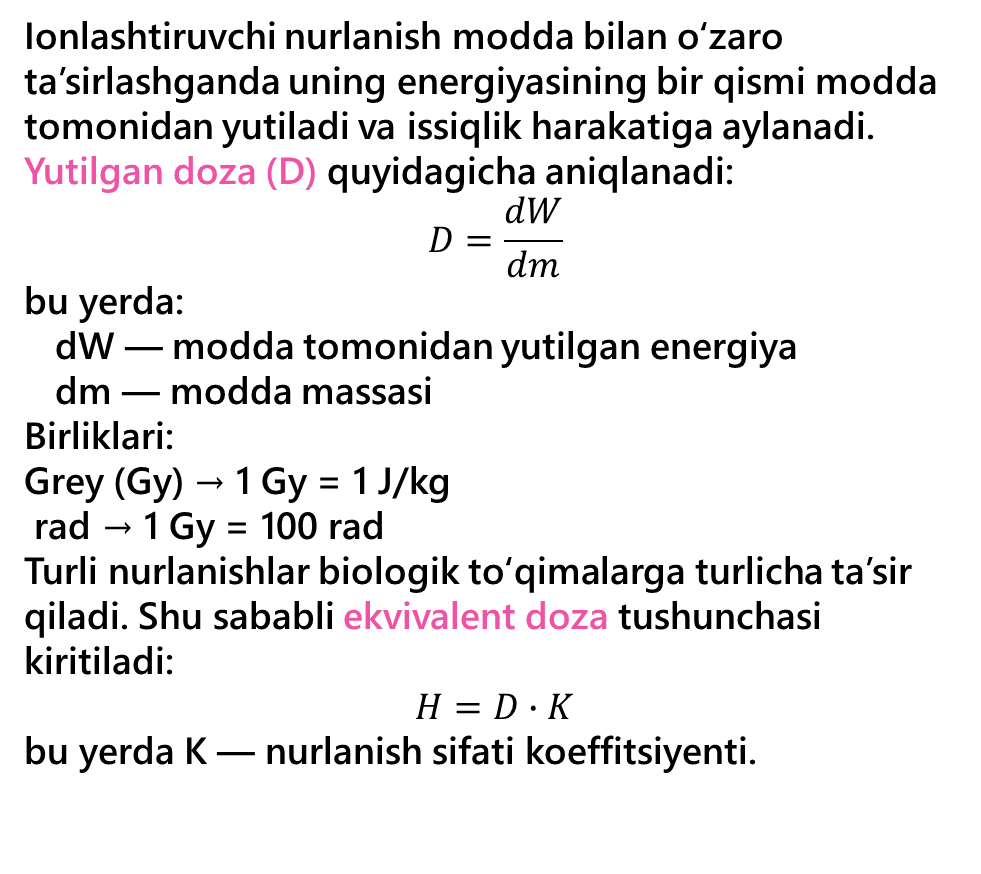 Ionlashtiruvchi nurlanish modda bilan o‘zaro
ta’sirlashganda uning energiyasining bir qismi modda
tomonidan yutiladi va issiqlik harakatiga aylanadi.
Yutilgan doza (D) quyidagicha aniqlanadi:
D = dW/dm
bu yerda:
dW — modda tomonidan yutilgan energiya
dm — modda massasi
Birliklari:
Grey (Gy) → 1 Gy = 1 J/kg
rad → 1 Gy = 100 rad
Turli nurlanishlar biologik to‘qimalarga turlicha ta’sir
qiladi. Shu sababli ekvivalent doza tushunchasi
kiritiladi:
H = D · K
bu yerda K — nurlanish sifati koeffitsiyenti.